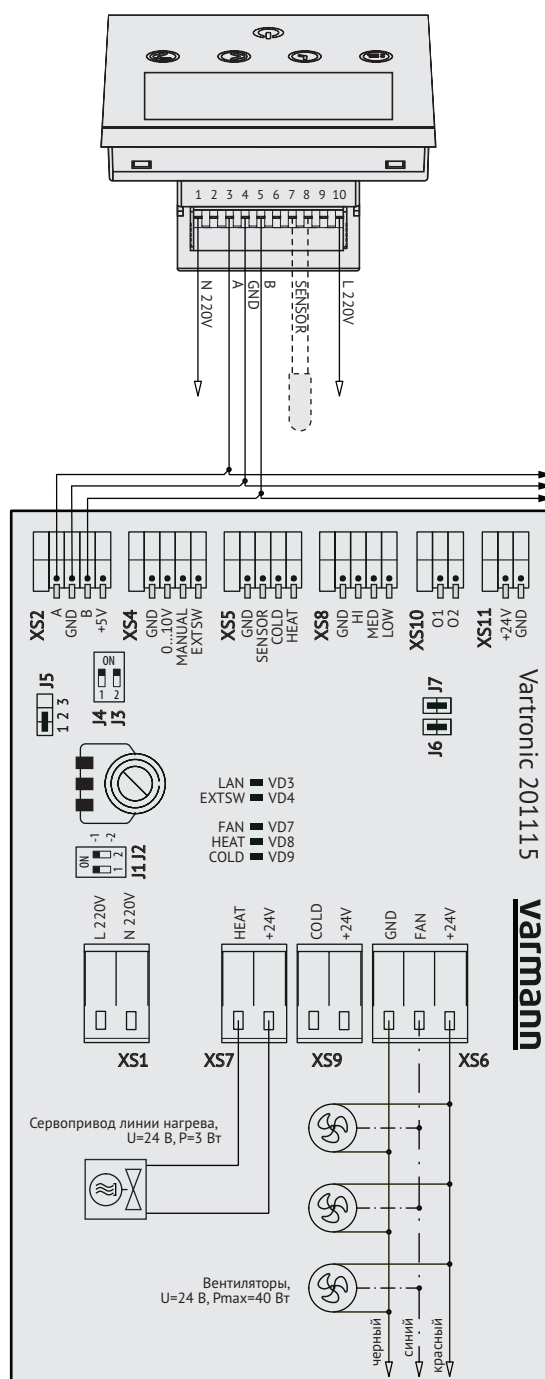 1 2 3 4 5 6 7 8 9 10
N 220V
A
GND
B
SENSOR
L 220V
XS2
A
GND
B
+5V
XS4
GND
0...10V
MANUAL
EXTSW
XS5
GND
SENSOR
COLD
HEAT
XS8
GND
HI
MED
LOW
XS10
O1
O2
XS11
+24V
GND
J5
1 2 3
ON
1 2
J4
J3
J7
J6
Vartronic 201115
varmann
LAN VD3
EXTSW VD4
FAN VD7
HEAT VD8
COLD VD9
-1
-2
ON
1 2
J1 J2
L 220V
N 220V
XS1
HEAT
+24V
XS7
COLD
+24V
XS9
GND
FAN
+24V
XS6
Сервопривод линии нагрева,
U=24 В, P=3 Вт
Вентиляторы,
U=24 В, Pmax=40 Вт
черный
синий
красный